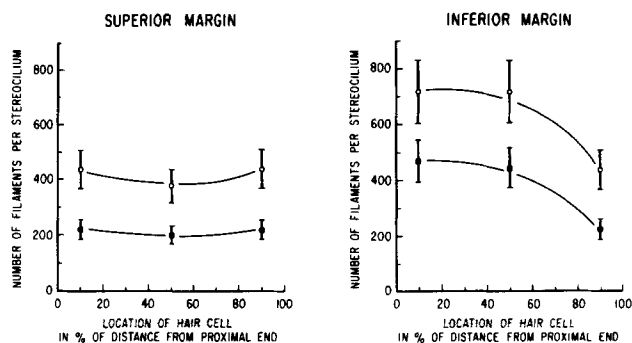 SUPERIOR MARGIN
NUMBER OF FILAMENTS PER STEREOCILIUM
800
600
400
200
0
0 20 40 60 80 100
LOCATION OF HAIR CELL
IN % OF DISTANCE FROM PROXIMAL END
INFERIOR MARGIN
NUMBER OF FILAMENTS PER STEREOCILIUM
800
600
400
200
0
0 20 40 60 80 100
LOCATION OF HAIR CELL
IN % OF DISTANCE FROM PROXIMAL END